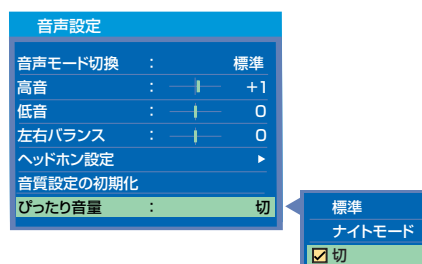 音声設定
音声モード切換 : 標準
高音 : +1
低音 : 0
左右バランス : 0
ヘッドホン設定
音質設定の初期化
ぴったり音量 : 切
標準
ナイトモード
切